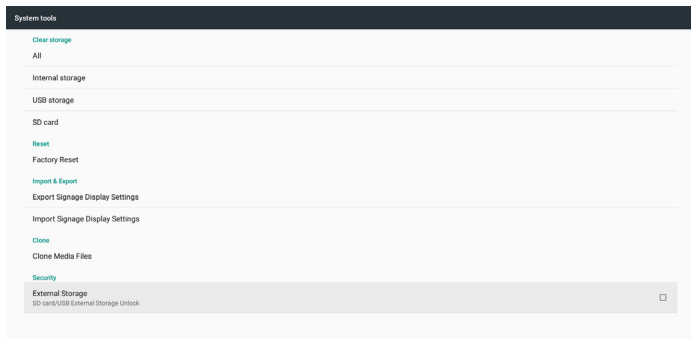 System tools
Clear storage
All
Internal storage
USB storage
SD card
Reset
Factory Reset
Import & Export
Export Signage Display Settings
Import Signage Display Settings
Clone
Clone Media Files
Security
External Storage
SD card/USB External Storage Unlock